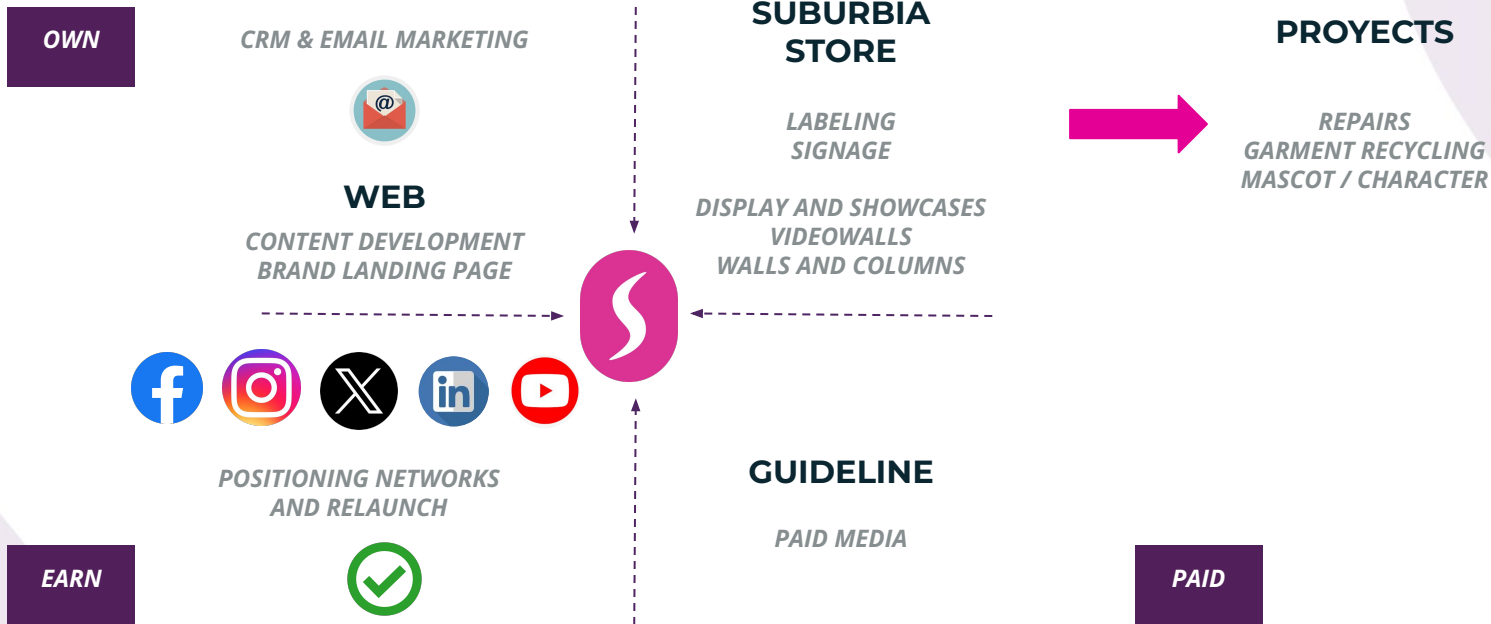 OWN
CRM & EMAIL MARKETING
@
WEB
CONTENT DEVELOPMENT
BRAND LANDING PAGE
in
POSITIONING NETWORKS
AND RELAUNCH
EARN
SUBURBIA
STORE
LABELING
SIGNAGE
DISPLAY AND SHOWCASES
VIDEOWALLS
WALLS AND COLUMNS
GUIDELINE
PAID MEDIA
PROYECTS
REPAIRS
GARMENT RECYCLING
MASCOT / CHARACTER
PAID